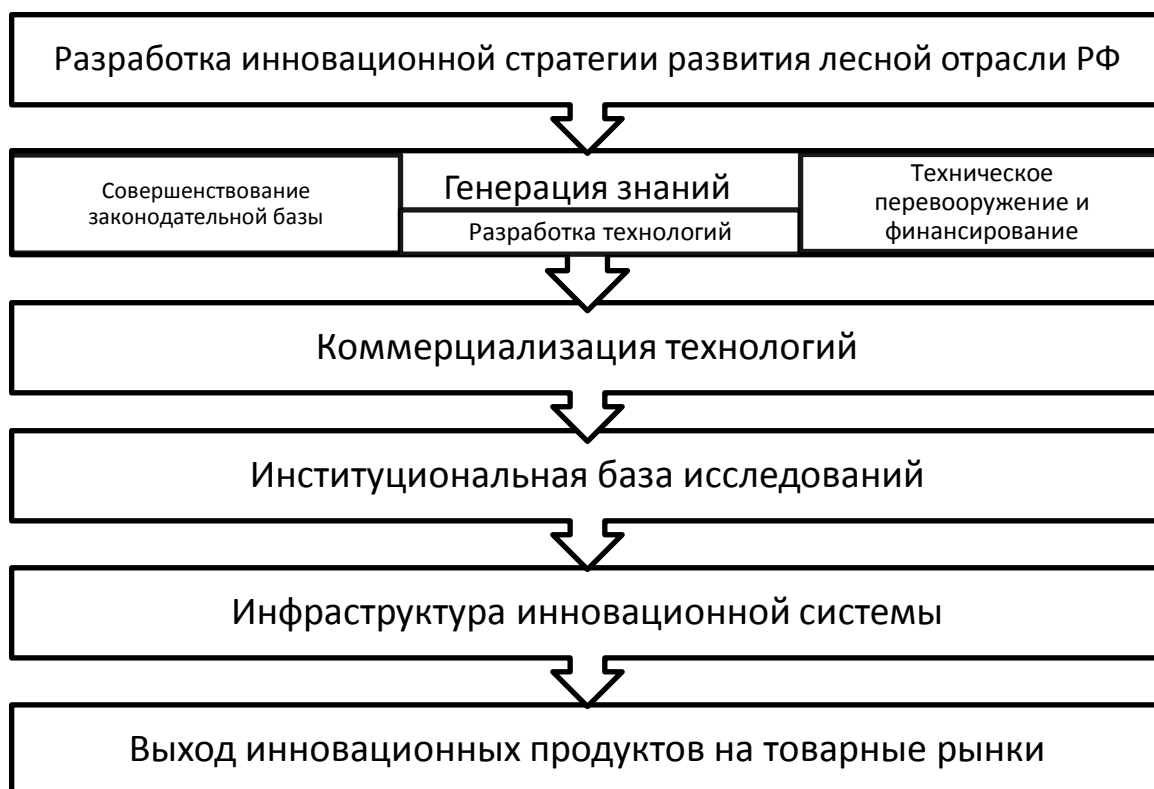 Разработка инновационной стратегии развития лесной отрасли РФ
Совершенствование
законодательной базы
Генерация знаний
Разработка технологий
Техническое
перевооружение и
финансирование
Коммерциализация технологий
Институциональная база исследований
Инфраструктура инновационной системы
Выход инновационных продуктов на товарные рынки